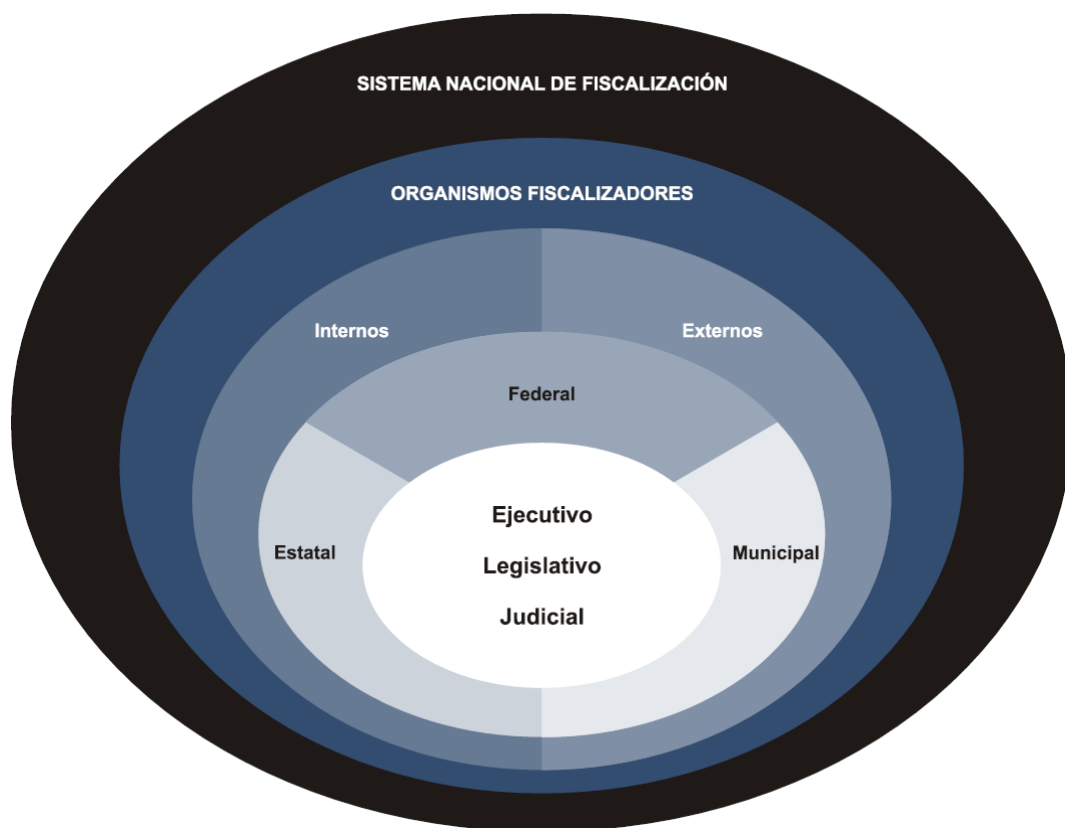 SISTEMA NACIONAL DE FISCALIZACIÓN
ORGANISMOS FISCALIZADORES
Internos
Externos
Federal
Ejecutivo
Legislativo
Judicial
Estatal
Municipal